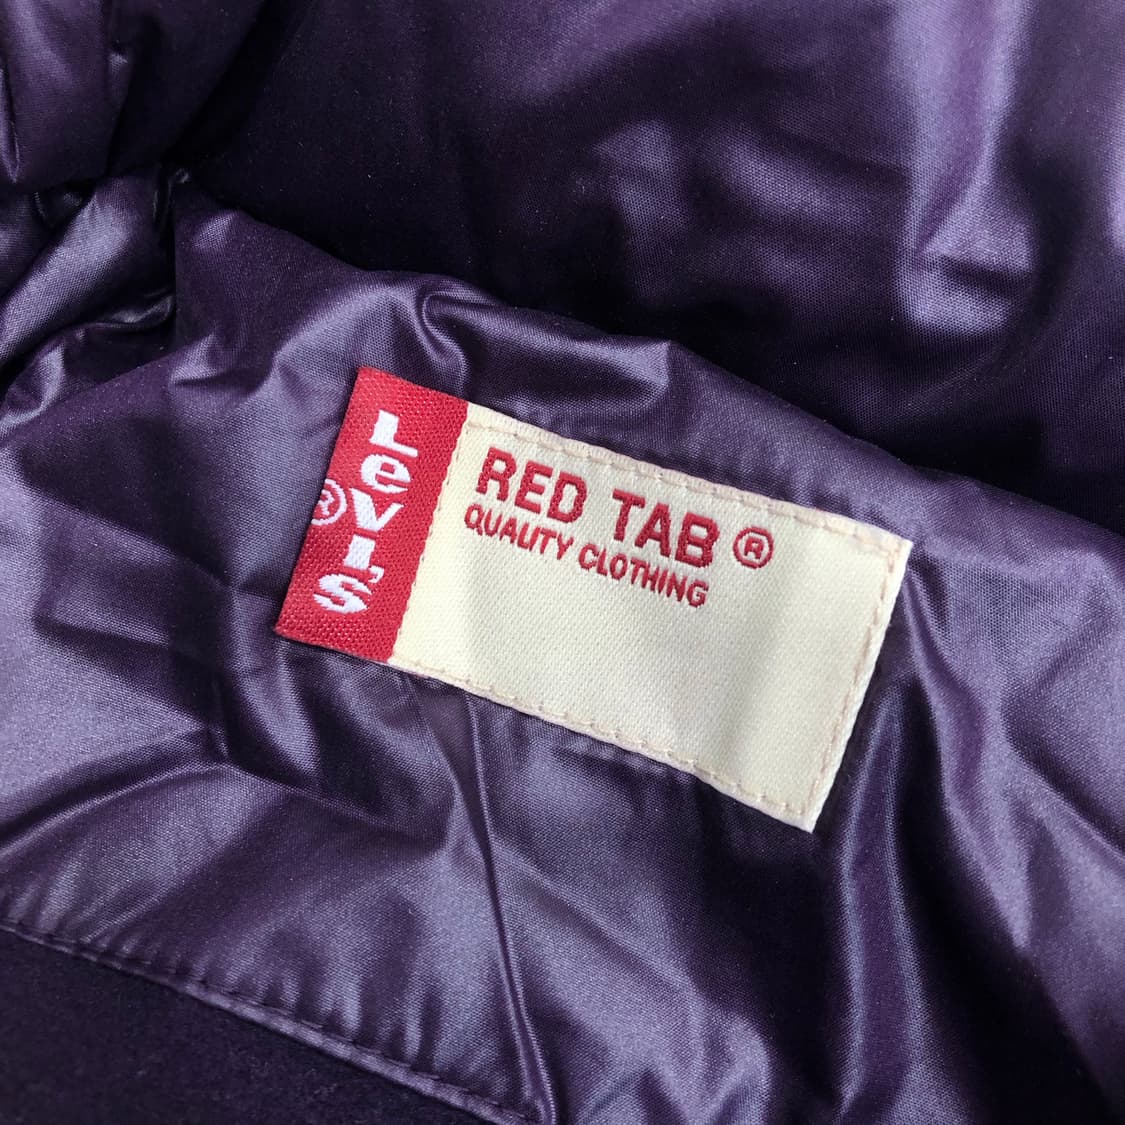 LeVI'S
®
RED TAB ®
QUALITY CLOTHING